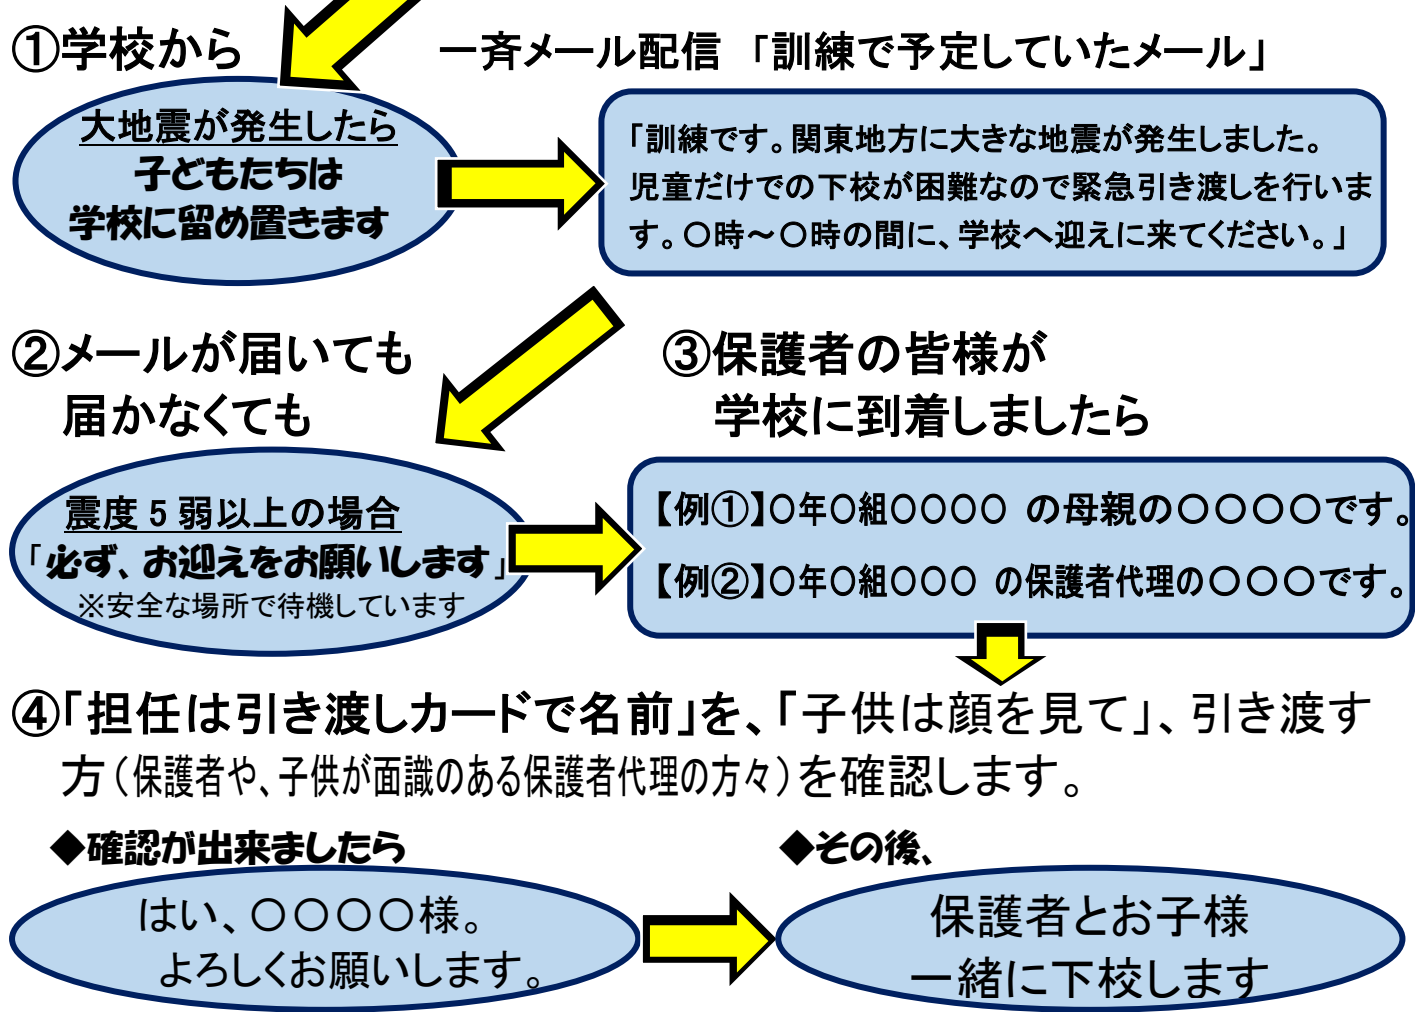 ①学校から
一斉メール配信 「訓練で予定していたメール」
大地震が発生したら
子どもたちは
学校に留め置きます
「訓練です。関東地方に大きな地震が発生しました。
児童だけでの下校が困難なので緊急引き渡しを行いま
す。〇時～〇時の間に、学校へ迎えに来てください。」
②メールが届いても
届かなくても
震度5弱以上の場合
「必ず、お迎えをお願いします」
※安全な場所で待機しています
③保護者の皆様が
学校に到着しましたら
【例①】〇年〇組〇〇〇〇 の母親の〇〇〇〇です。
【例②】〇年〇組〇〇〇 の保護者代理の〇〇〇です。
④「担任は引き渡しカードで名前」を、「子供は顔を見て」、引き渡す
方（保護者や、子供が面識のある保護者代理の方々）を確認します。
◆確認が出来ましたら
はい、〇〇〇〇様。
よろしくお願いします。
◆その後、
保護者とお子様
一緒に下校します